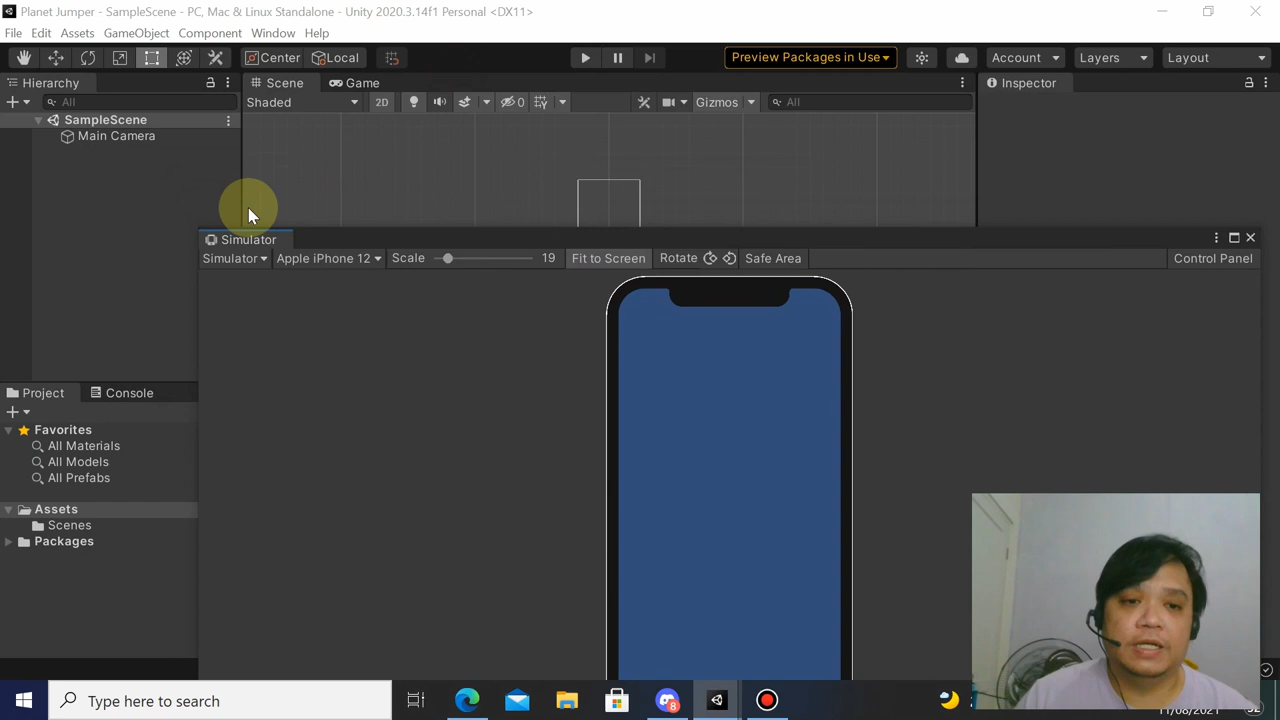 Planet Jumper - SampleScene - PC, Mac & Linux Standalone - Unity 2020.3.14f1 Personal <DX11>
File Edit Assets GameObject Component Window Help
Center Local Preview Packages in Use Account Layers Layout
Hierarchy Scene Game Inspector
All Shaded 2D 0 Gizmos All
SampleScene
Main Camera
Simulator
Simulator Apple iPhone 12 Scale 19 Fit to Screen Rotate Safe Area Control Panel
Project Console
Favorites
All Materials
All Models
All Prefabs
Assets
Scenes
Packages
Type here to search
8